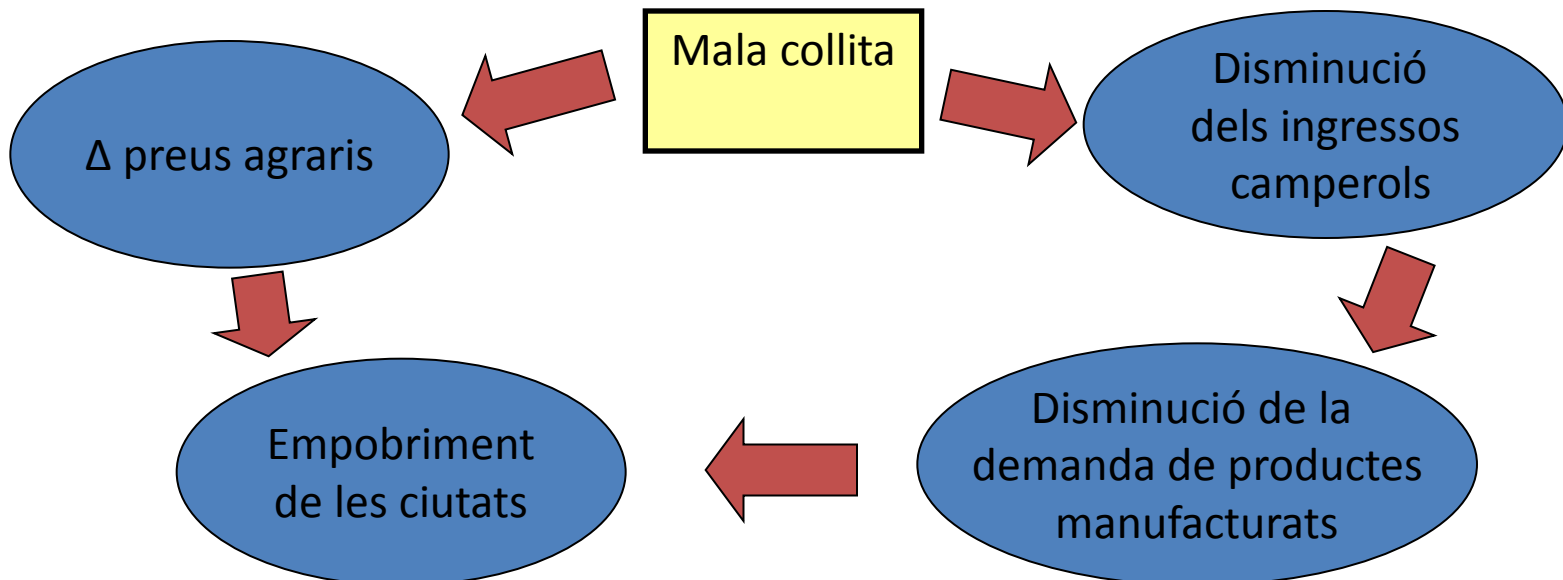 Mala collita
Δ preus agraris
Disminució
dels ingressos
camperols
Empobriment
de les ciutats
Disminució de la
demanda de productes
manufacturats